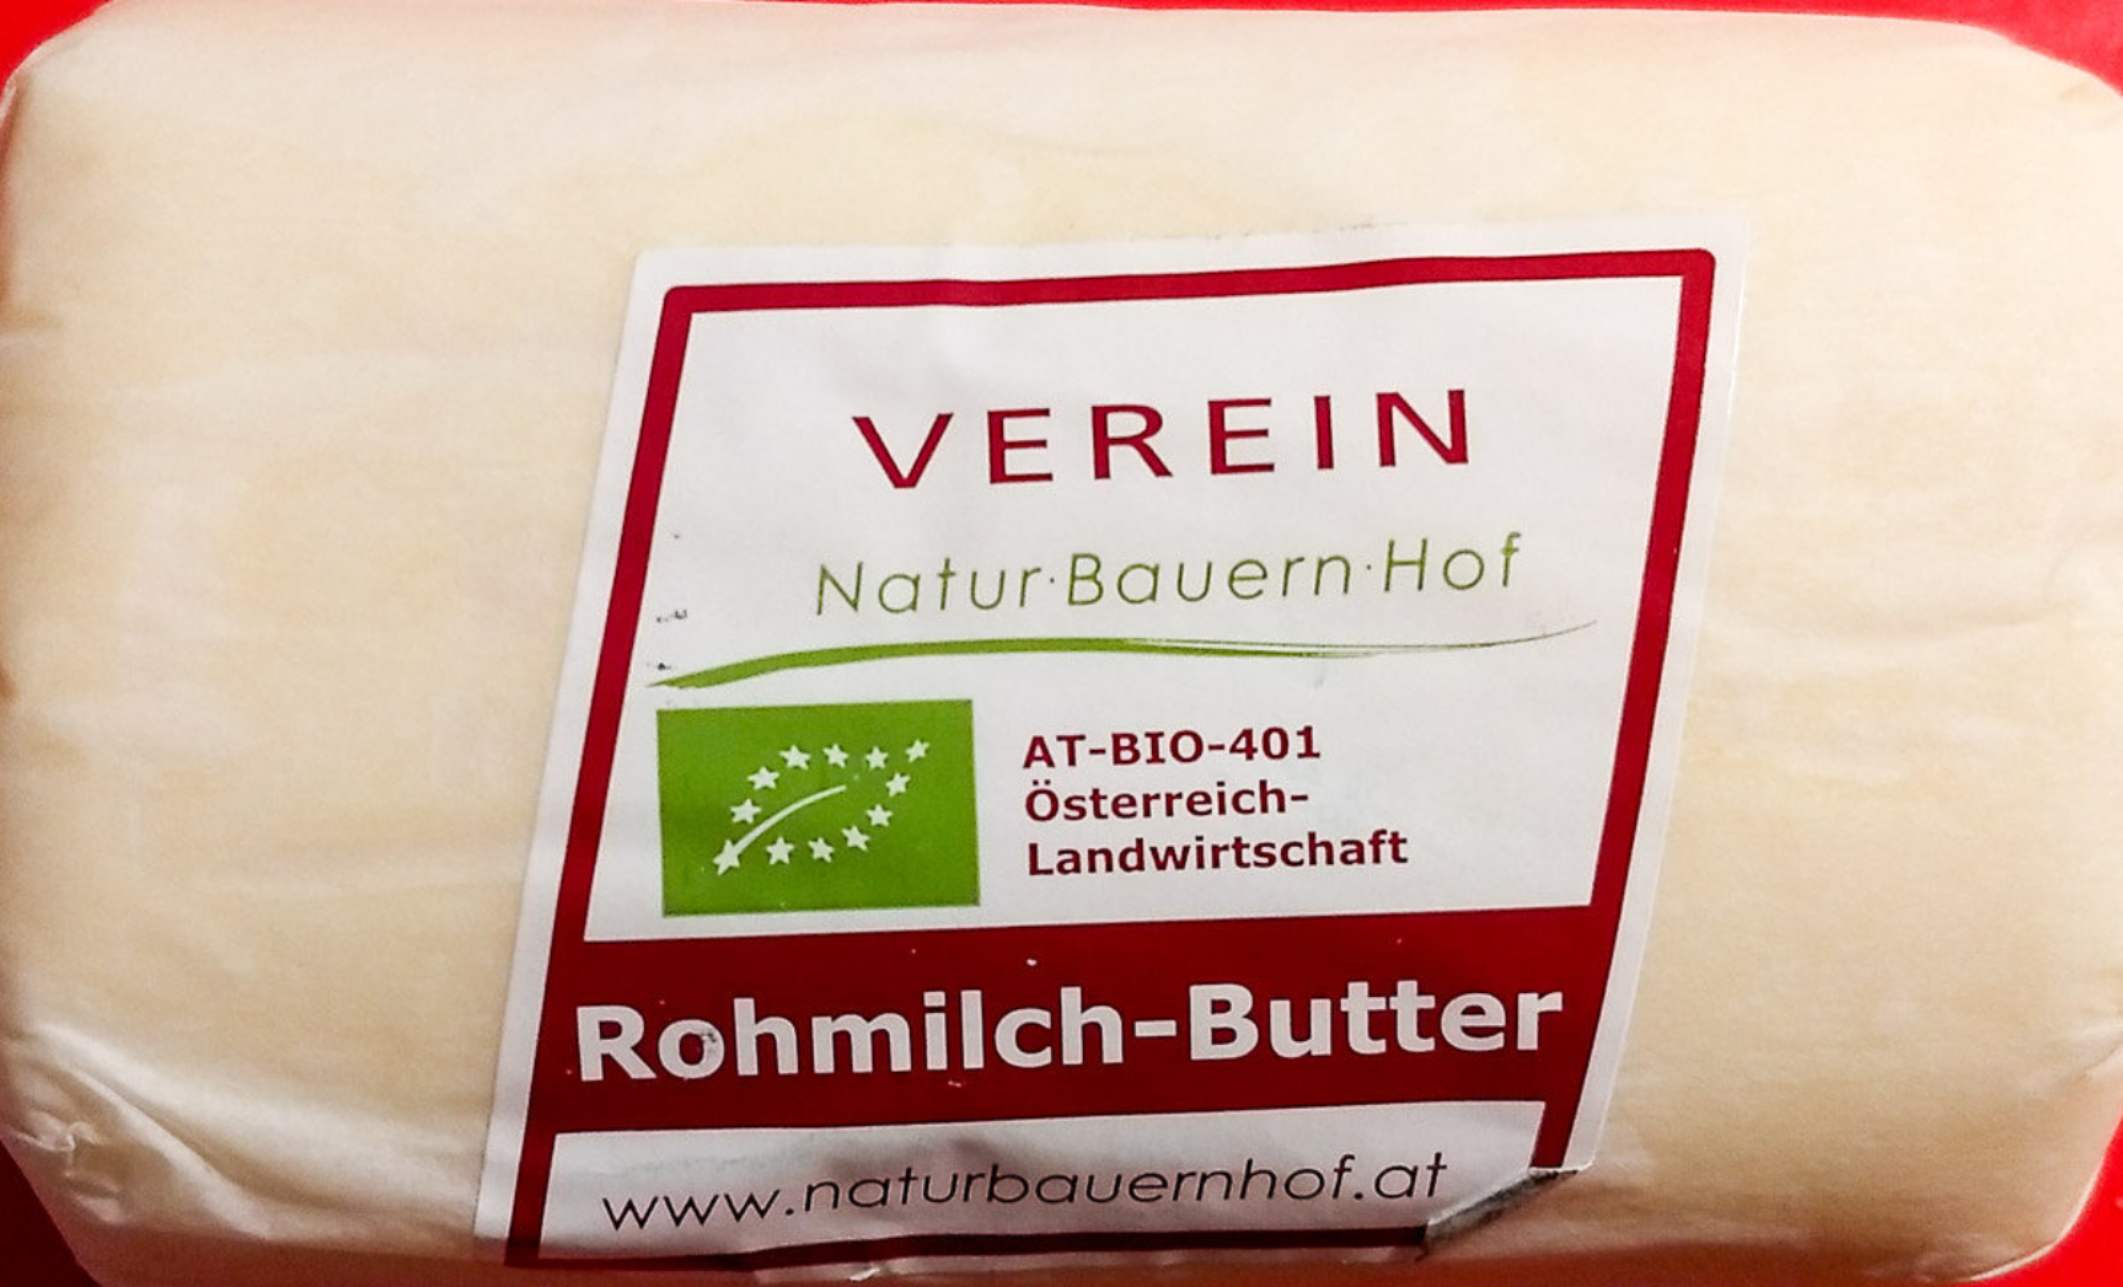 VEREIN
Natur·Bauern·Hof
AT-BIO-401
Österreich-
Landwirtschaft
Rohmilch-Butter
www.naturbauernhof.at